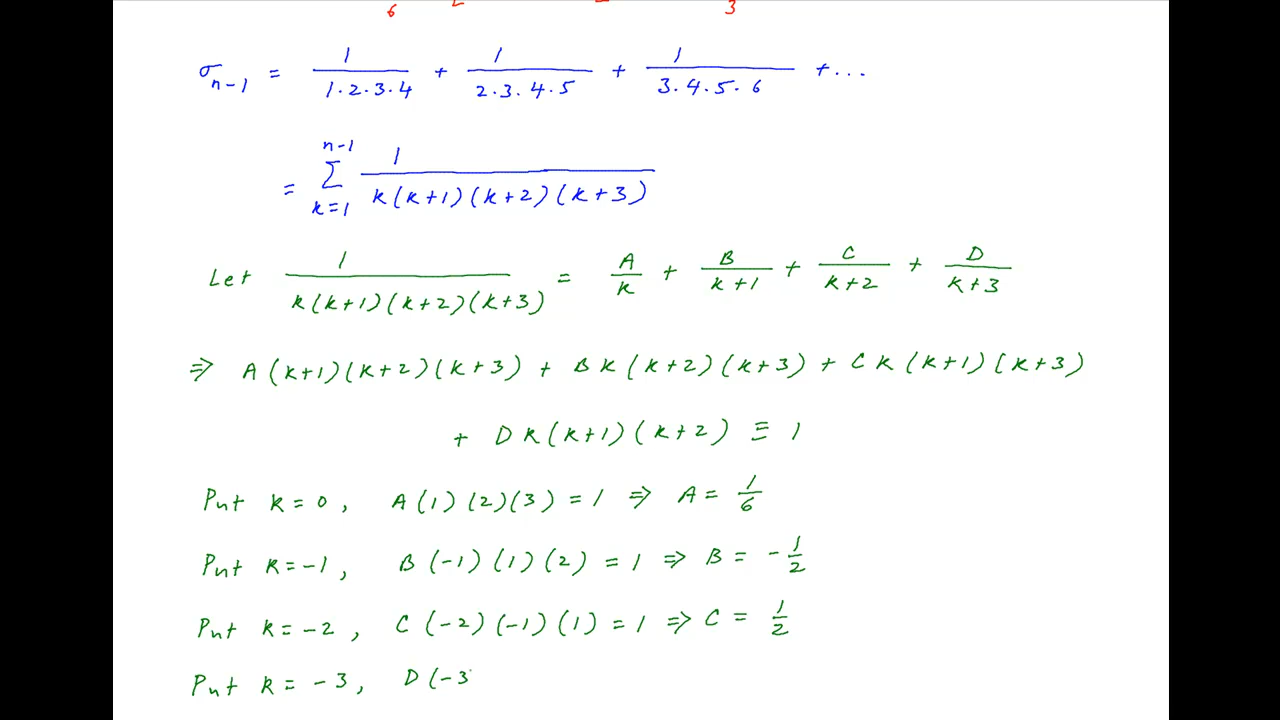 6 2 3
σ_{n-1} = 1/(1·2·3·4) + 1/(2·3·4·5) + 1/(3·4·5·6) + ...
= Σ_{k=1}^{n-1} 1/(k(k+1)(k+2)(k+3))
Let 1/(k(k+1)(k+2)(k+3)) = A/k + B/(k+1) + C/(k+2) + D/(k+3)
⇒ A(k+1)(k+2)(k+3) + Bk(k+2)(k+3) + Ck(k+1)(k+3)
+ Dk(k+1)(k+2) ≡ 1
Put k=0, A(1)(2)(3) = 1 ⇒ A = 1/6
Put k=-1, B(-1)(1)(2) = 1 ⇒ B = -1/2
Put k=-2, C(-2)(-1)(1) = 1 ⇒ C = 1/2
Put k=-3, D(-3